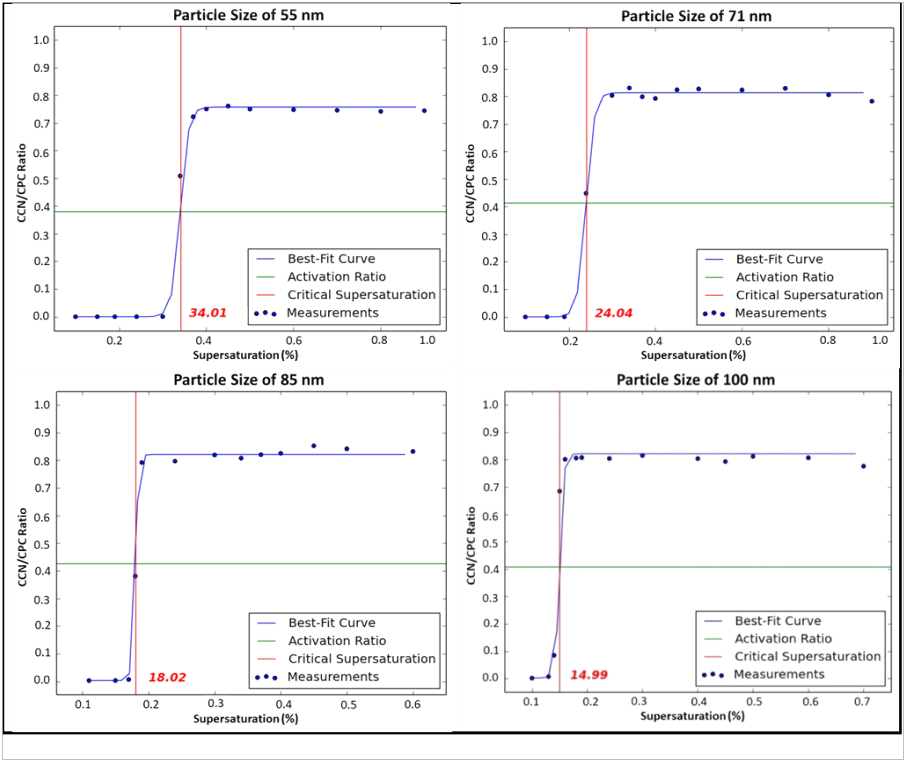 Particle Size of 55 nm
1.0
0.9
0.8
0.7
0.6
0.5
0.4
0.3
0.2
0.1
0.0
CCN/CPC Ratio
Best-Fit Curve
Activation Ratio
Critical Supersaturation
Measurements
34.01
0.2 0.4 0.6 0.8 1.0
Supersaturation (%)
Particle Size of 71 nm
1.0
0.9
0.8
0.7
0.6
0.5
0.4
0.3
0.2
0.1
0.0
CCN/CPC Ratio
Best-Fit Curve
Activation Ratio
Critical Supersaturation
Measurements
24.04
0.2 0.4 0.6 0.8 1.0
Supersaturation (%)
Particle Size of 85 nm
1.0
0.9
0.8
0.7
0.6
0.5
0.4
0.3
0.2
0.1
0.0
CCN/CPC Ratio
Best-Fit Curve
Activation Ratio
Critical Supersaturation
Measurements
18.02
0.1 0.2 0.3 0.4 0.5 0.6
Supersaturation (%)
Particle Size of 100 nm
1.0
0.9
0.8
0.7
0.6
0.5
0.4
0.3
0.2
0.1
0.0
CCN/CPC Ratio
Best-Fit Curve
Activation Ratio
Critical Supersaturation
Measurements
14.99
0.1 0.2 0.3 0.4 0.5 0.6 0.7
Supersaturation (%)